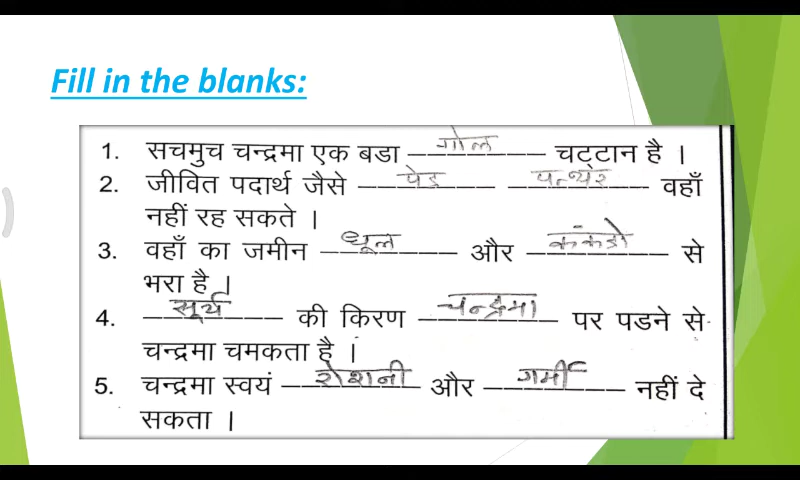 Fill in the blanks:
1. सचमुच चन्द्रमा एक बडा गोल चट्टान है ।
2. जीवित पदार्थ जैसे पेड पत्थर वहाँ
नहीं रह सकते ।
3. वहाँ का जमीन धूल और कंकडो से
भरा है ।
4. सूर्य की किरण चन्द्रमा पर पडने से
चन्द्रमा चमकता है ।
5. चन्द्रमा स्वयं रोशनी और गर्मी नहीं दे
सकता ।